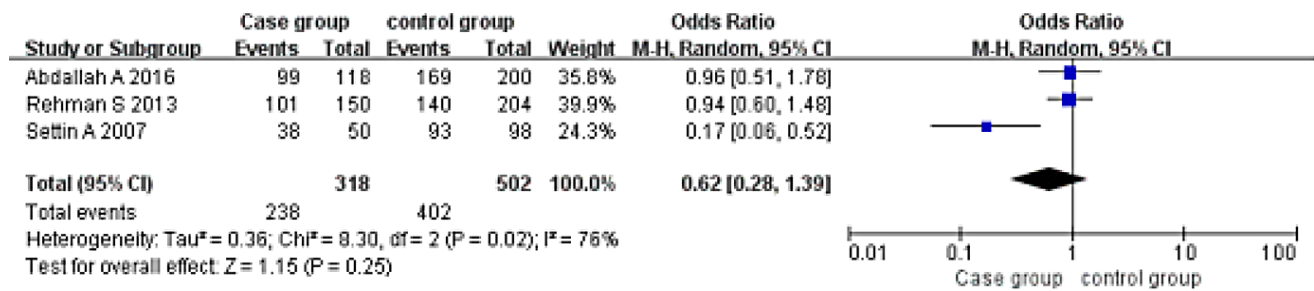 Case group control group Odds Ratio Odds Ratio
Study or Subgroup Events Total Events Total Weight M-H, Random, 95% CI M-H, Random, 95% CI
Abdallah A 2016 99 118 169 200 35.8% 0.96 [0.51, 1.78]
Rehman S 2013 101 150 140 204 39.9% 0.94 [0.60, 1.48]
Settin A 2007 38 50 93 98 24.3% 0.17 [0.06, 0.52]
Total (95% CI) 318 502 100.0% 0.62 [0.28, 1.39]
Total events 238 402
Heterogeneity: Tau² = 0.36; Chi² = 8.30, df = 2 (P = 0.02); I² = 76%
Test for overall effect: Z = 1.15 (P = 0.25)
0.01 0.1 1 10 100
Case group control group